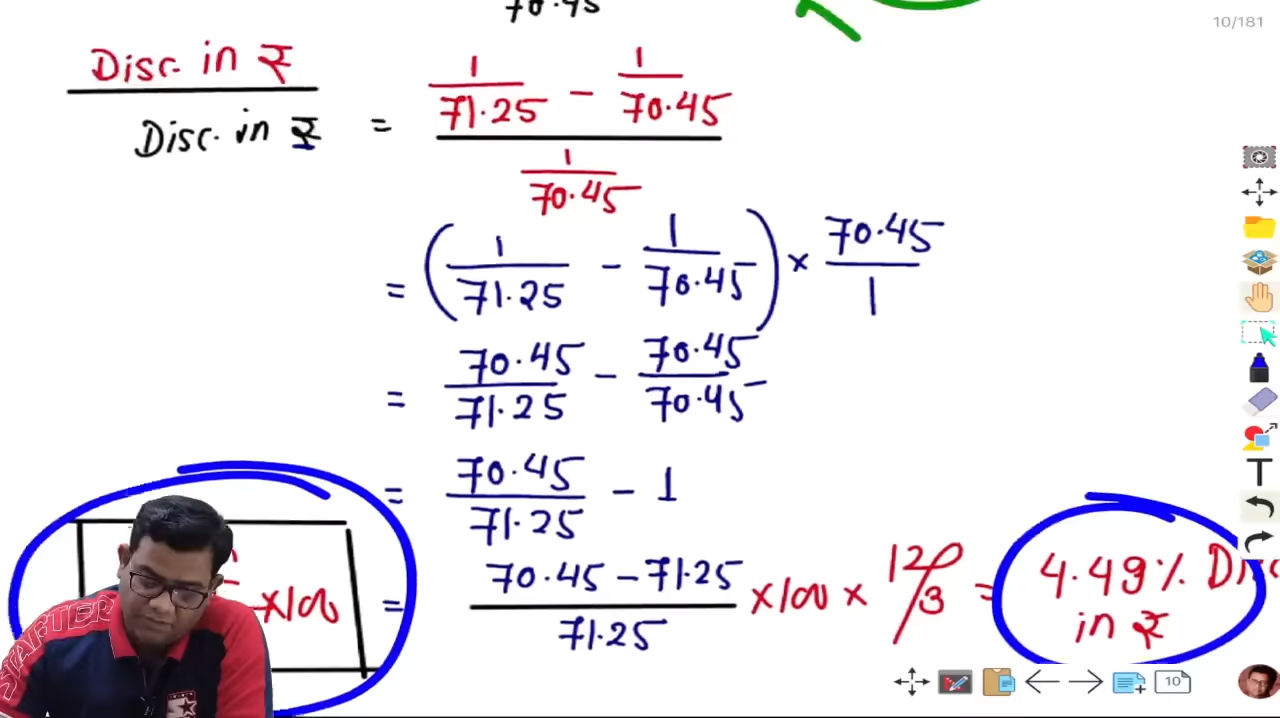 70.45
10/181
Disc. in ₹ / Disc. in ₹ = (1/71.25 - 1/70.45) / (1/70.45)
= (1/71.25 - 1/70.45) × 70.45/1
= 70.45/71.25 - 70.45/70.45
= 70.45/71.25 - 1
×100 = (70.45 - 71.25)/71.25 ×100 × 12/3 = 4.49% Disc
in ₹
STARTER
10